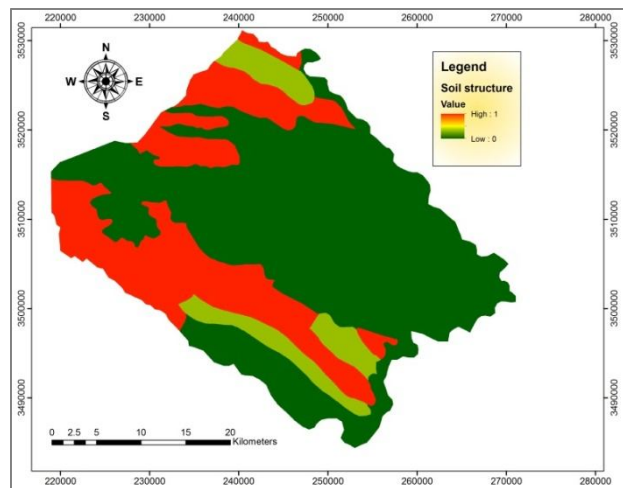 220000 230000 240000 250000 260000 270000 280000
3530000 3530000
N
W E
S
Legend
Soil structure
Value
High : 1
Low : 0
3520000 3520000
3510000 3510000
3500000 3500000
3490000 3490000
0 2.5 5 10 15 20
Kilometers
220000 230000 240000 250000 260000 270000 280000